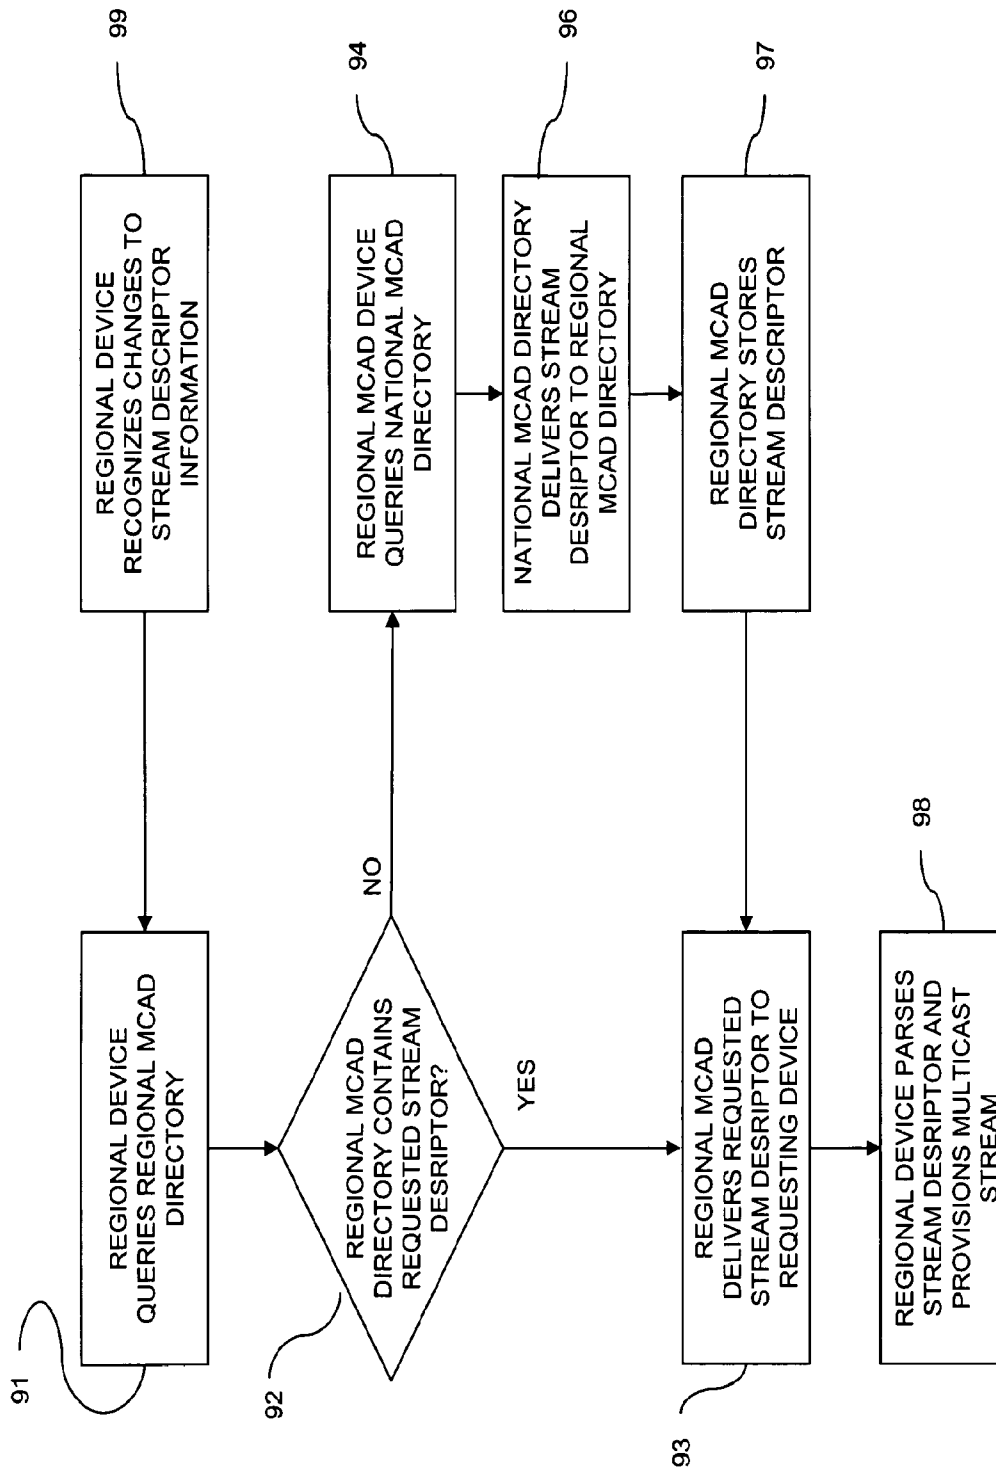 91
REGIONAL DEVICE
QUERIES REGIONAL MCAD
DIRECTORY
REGIONAL DEVICE
RECOGNIZES CHANGES TO
STREAM DESCRIPTOR
INFORMATION
99
92
REGIONAL MCAD
DIRECTORY CONTAINS
REQUESTED STREAM
DESRIPTOR?
NO
YES
REGIONAL MCAD DEVICE
QUERIES NATIONAL MCAD
DIRECTORY
94
NATIONAL MCAD DIRECTORY
DELIVERS STREAM
DESRIPTOR TO REGIONAL
MCAD DIRECTORY
96
REGIONAL MCAD
DIRECTORY STORES
STREAM DESCRIPTOR
97
93
REGIONAL MCAD
DELIVERS REQUESTED
STREAM DESRIPTOR TO
REQUESTING DEVICE
REGIONAL DEVICE PARSES
STREAM DESRIPTOR AND
PROVISIONS MULTICAST
STREAM
98